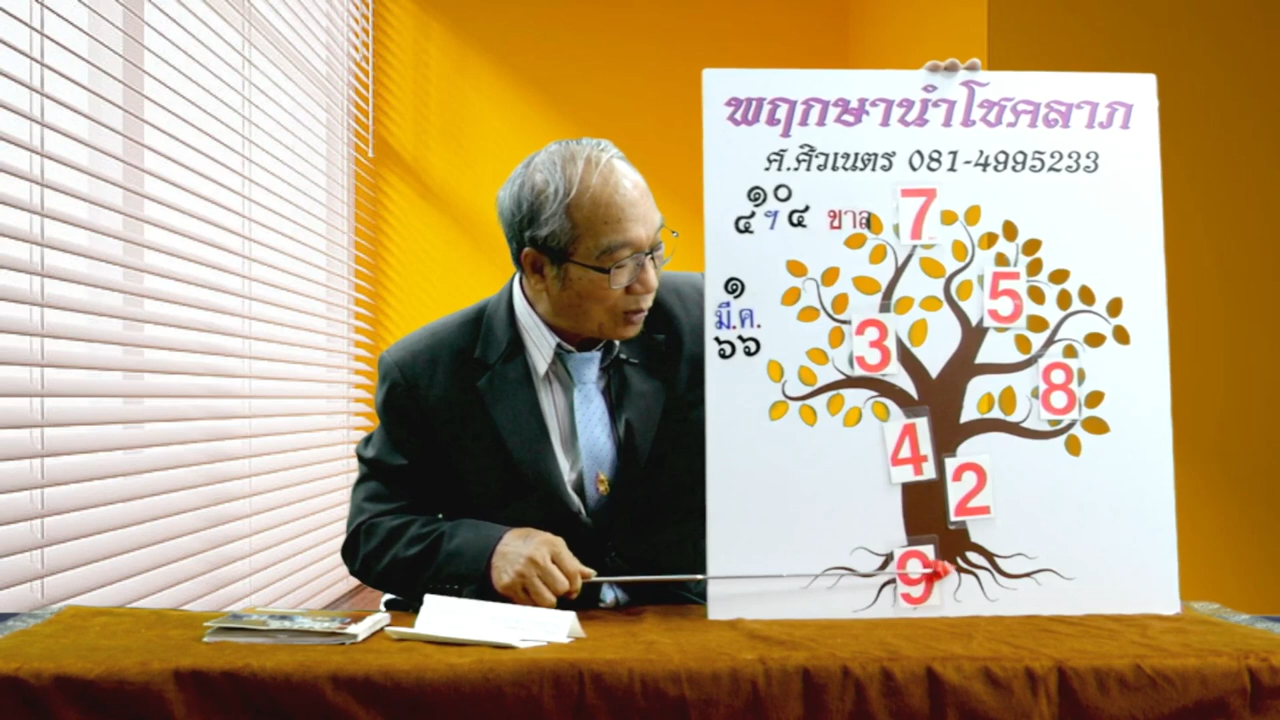 พฤกษานำโชคลาภ
ศ.ศิวเนตร 081-4995233
๑๐
๔ ฯ ๔ ขาล
๑
มี.ค.
๖๖
7
5
3
8
4
2
9